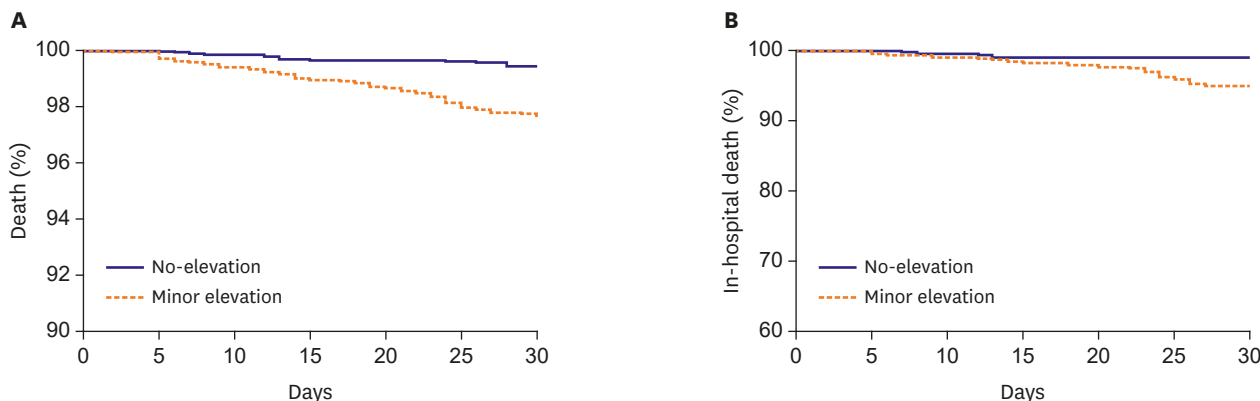 A
Death (%)
100
98
96
94
92
90
No-elevation
Minor elevation
0 5 10 15 20 25 30
Days
B
In-hospital death (%)
100
90
80
70
60
No-elevation
Minor elevation
0 5 10 15 20 25 30
Days